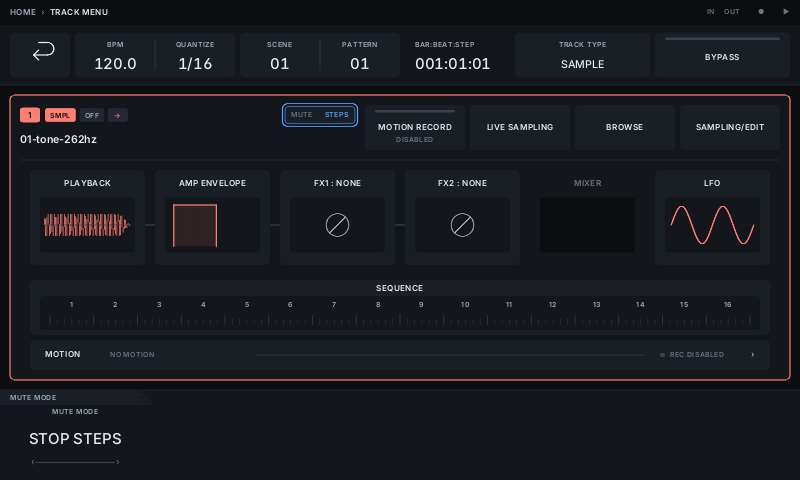 HOME › TRACK MENU
IN OUT
BPM QUANTIZE SCENE PATTERN BAR:BEAT:STEP TRACK TYPE
120.0 1/16 01 01 001:01:01 SAMPLE BYPASS
1 SMPL OFF →
MUTE STEPS
01-tone-262hz
MOTION RECORD LIVE SAMPLING BROWSE SAMPLING/EDIT
DISABLED
PLAYBACK AMP ENVELOPE FX1 : NONE FX2 : NONE MIXER LFO
SEQUENCE
1 2 3 4 5 6 7 8 9 10 11 12 13 14 15 16
MOTION NO MOTION ∞ REC DISABLED ›
MUTE MODE
MUTE MODE
STOP STEPS